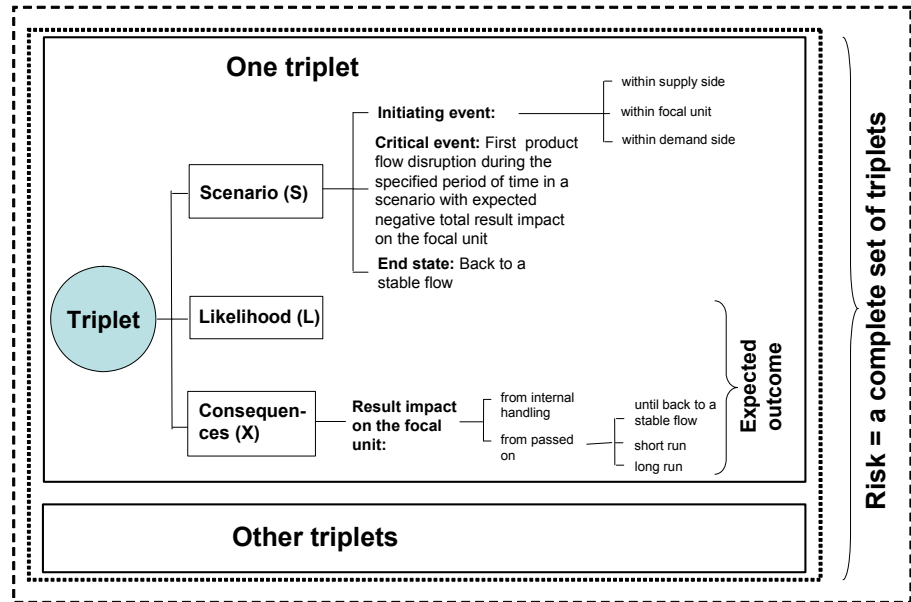 One triplet
Initiating event:
within supply side
within focal unit
within demand side
Critical event: First product
flow disruption during the
specified period of time in a
scenario with expected
negative total result impact
on the focal unit
Scenario (S)
End state: Back to a
stable flow
Triplet
Likelihood (L)
Consequen-
ces (X)
Result impact
on the focal
unit:
from internal
handling
from passed
on
until back to a
stable flow
short run
long run
Expected
outcome
Other triplets
Risk = a complete set of triplets